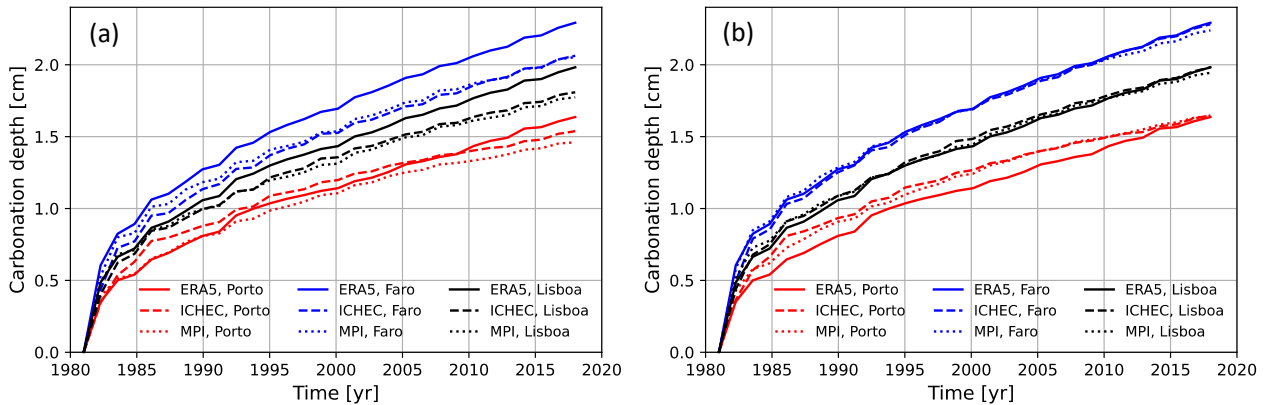 (a)
Carbonation depth [cm]
2.0
1.5
1.0
0.5
0.0
ERA5, Porto
ICHEC, Porto
MPI, Porto
ERA5, Faro
ICHEC, Faro
MPI, Faro
ERA5, Lisboa
ICHEC, Lisboa
MPI, Lisboa
1980 1985 1990 1995 2000 2005 2010 2015 2020
Time [yr]
(b)
Carbonation depth [cm]
2.0
1.5
1.0
0.5
0.0
ERA5, Porto
ICHEC, Porto
MPI, Porto
ERA5, Faro
ICHEC, Faro
MPI, Faro
ERA5, Lisboa
ICHEC, Lisboa
MPI, Lisboa
1980 1985 1990 1995 2000 2005 2010 2015 2020
Time [yr]